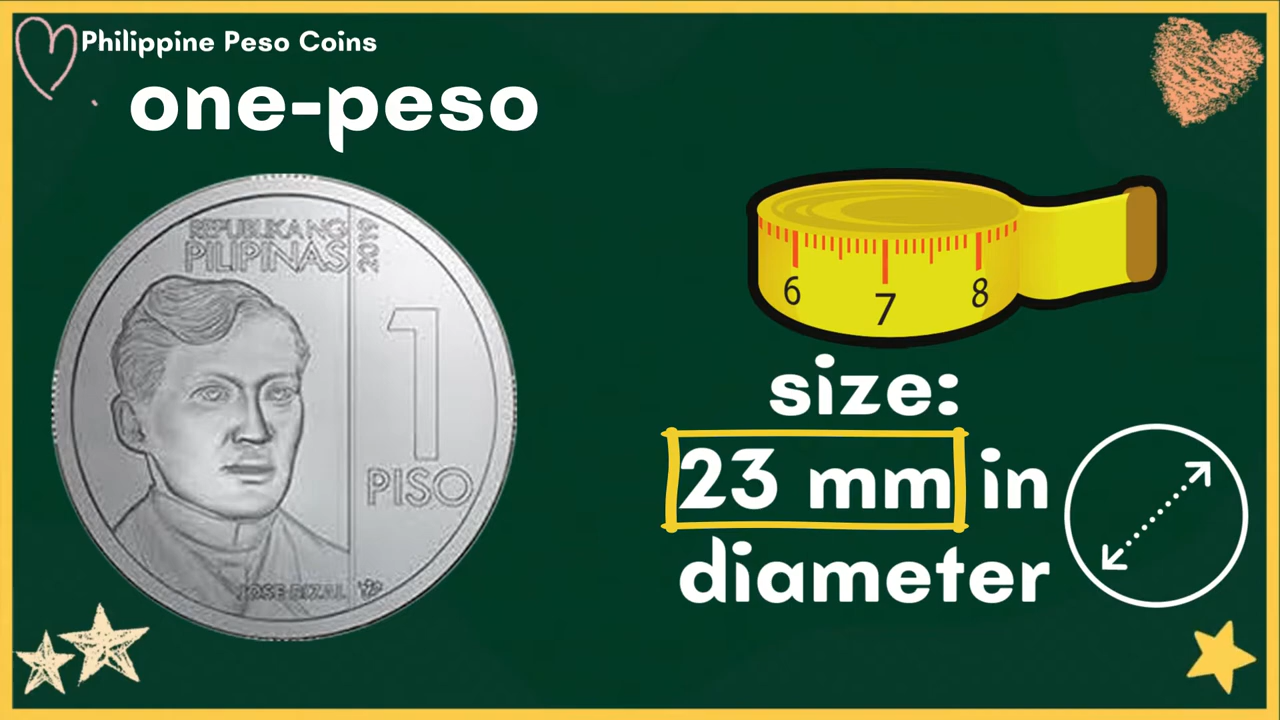 Philippine Peso Coins
one-peso
REPUBLIKA NG
PILIPINAS
2019
1
PISO
JOSE RIZAL
6 7 8
size:
23 mm in
diameter